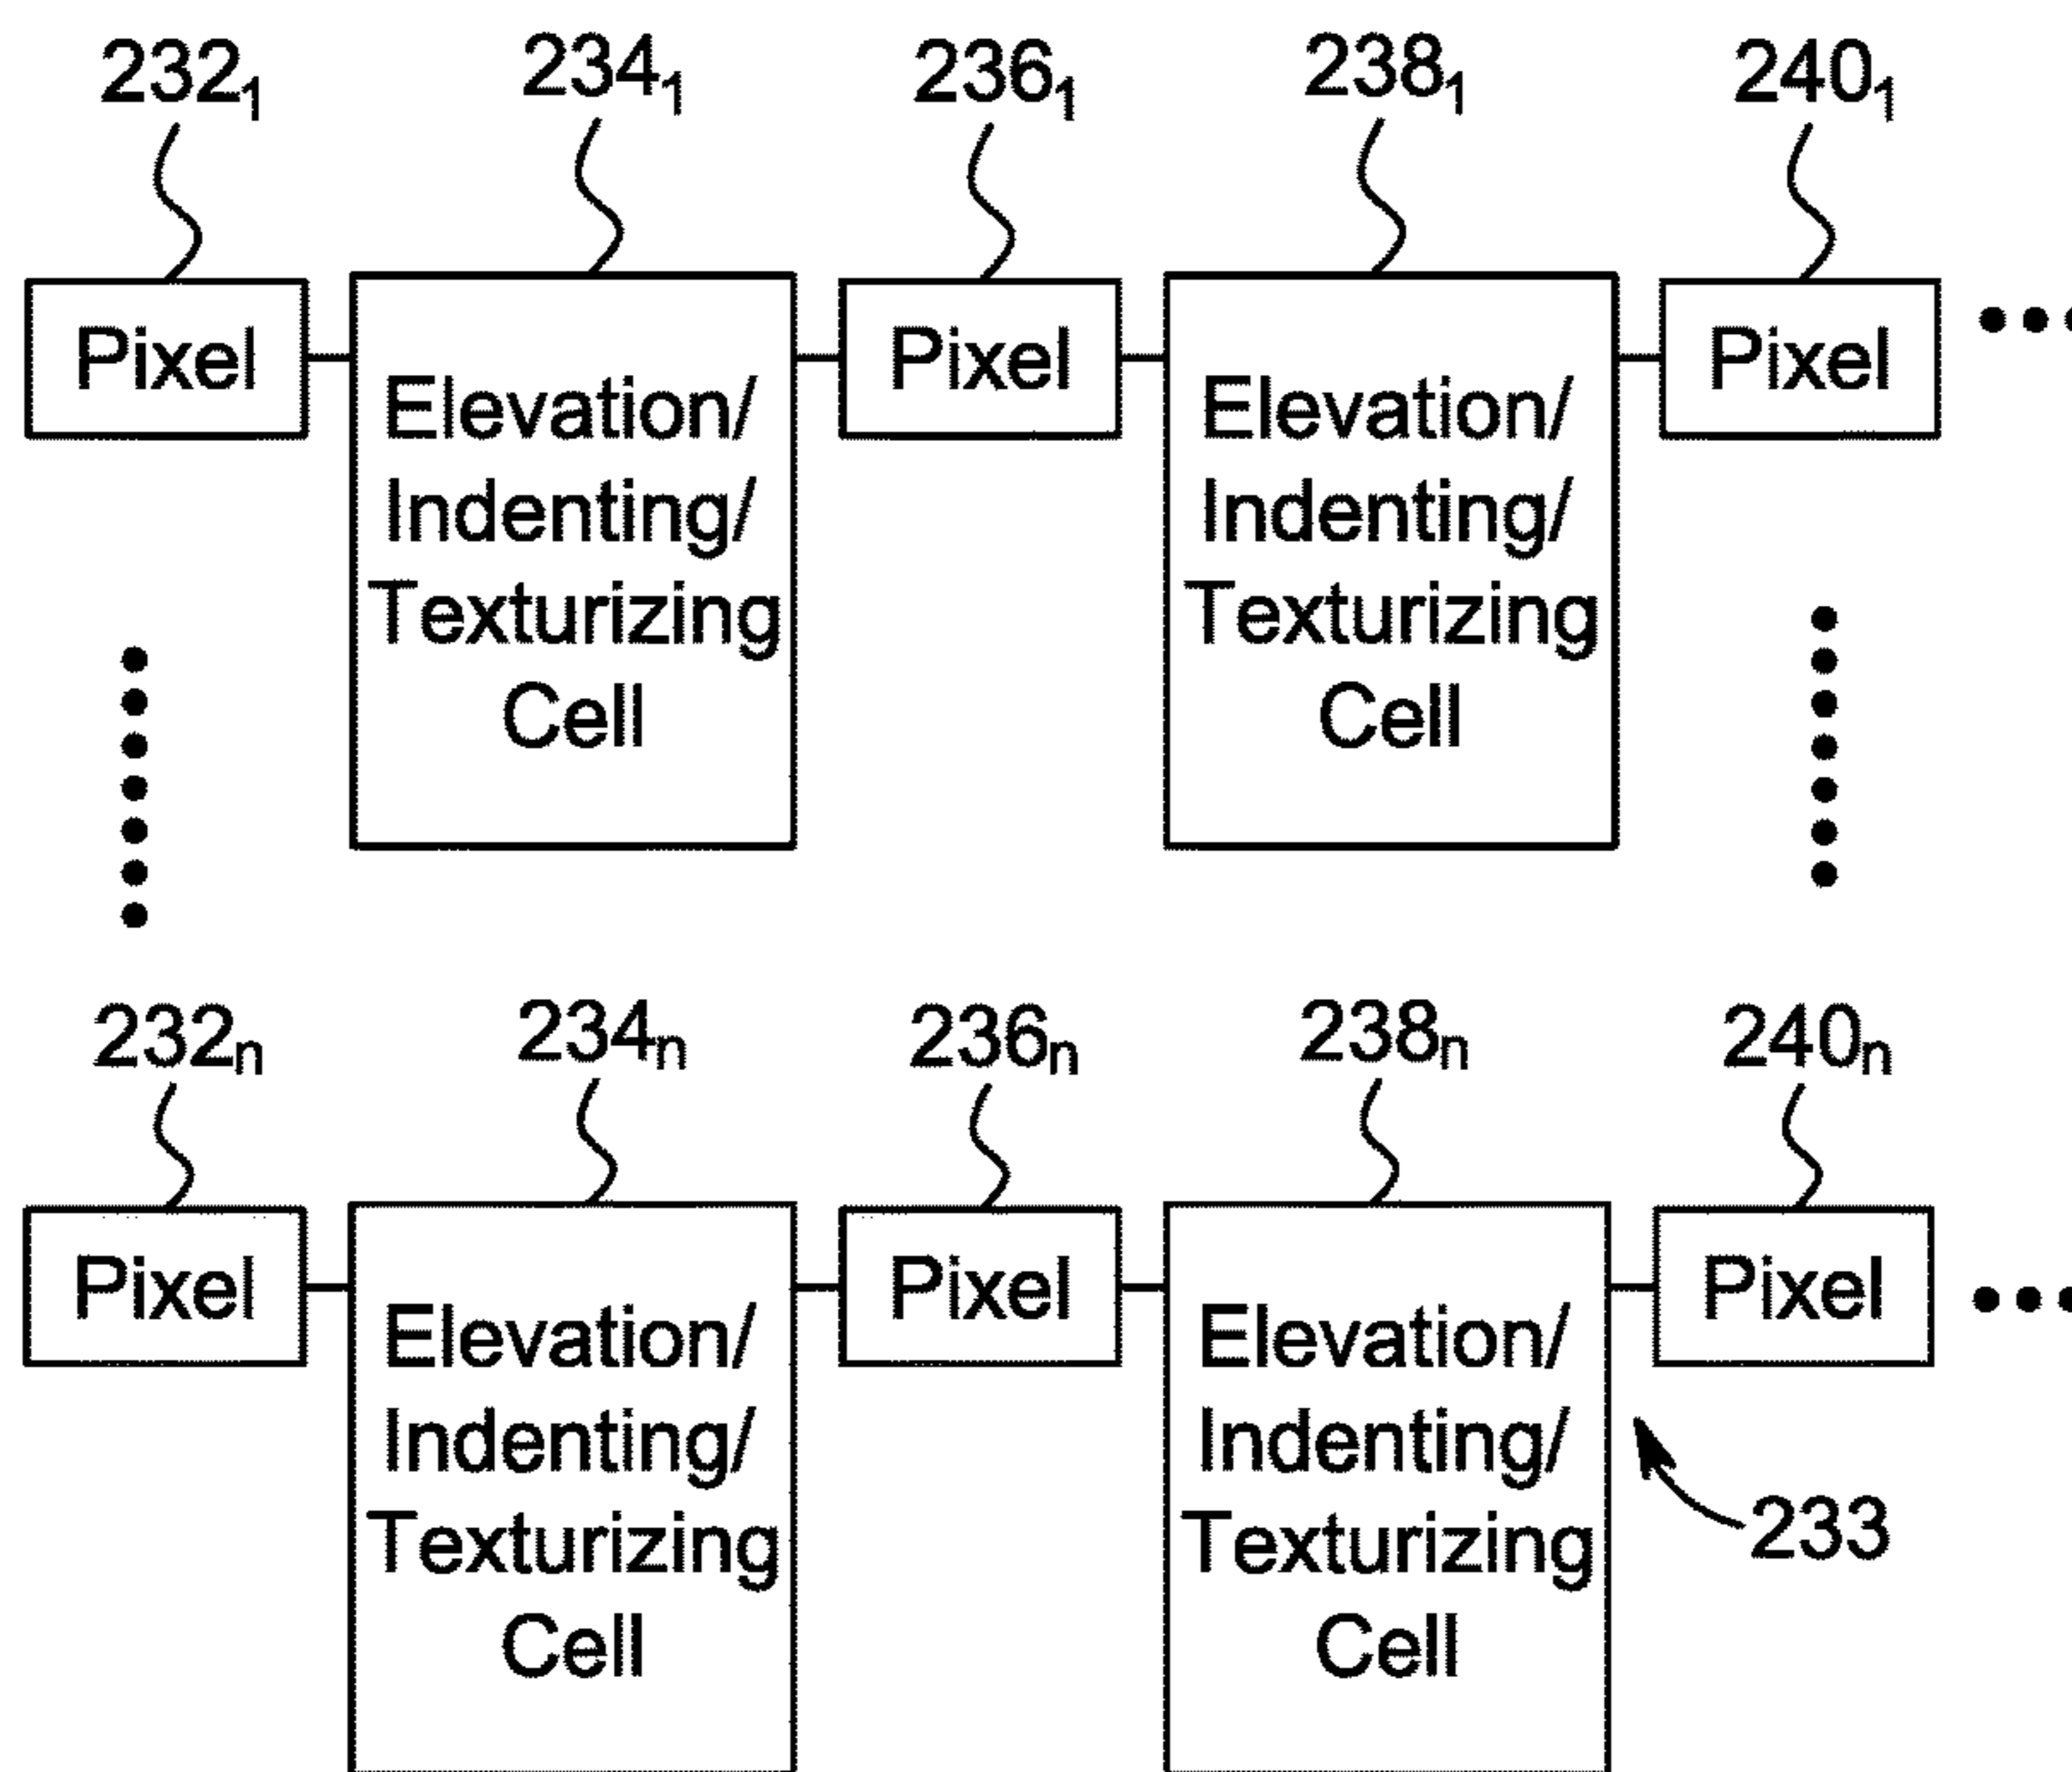 232₁ 234₁ 236₁ 238₁ 240₁
Pixel
Elevation/
Indenting/
Texturizing
Cell
Pixel
Elevation/
Indenting/
Texturizing
Cell
Pixel
232ₙ 234ₙ 236ₙ 238ₙ 240ₙ
Pixel
Elevation/
Indenting/
Texturizing
Cell
Pixel
Elevation/
Indenting/
Texturizing
Cell
Pixel
233